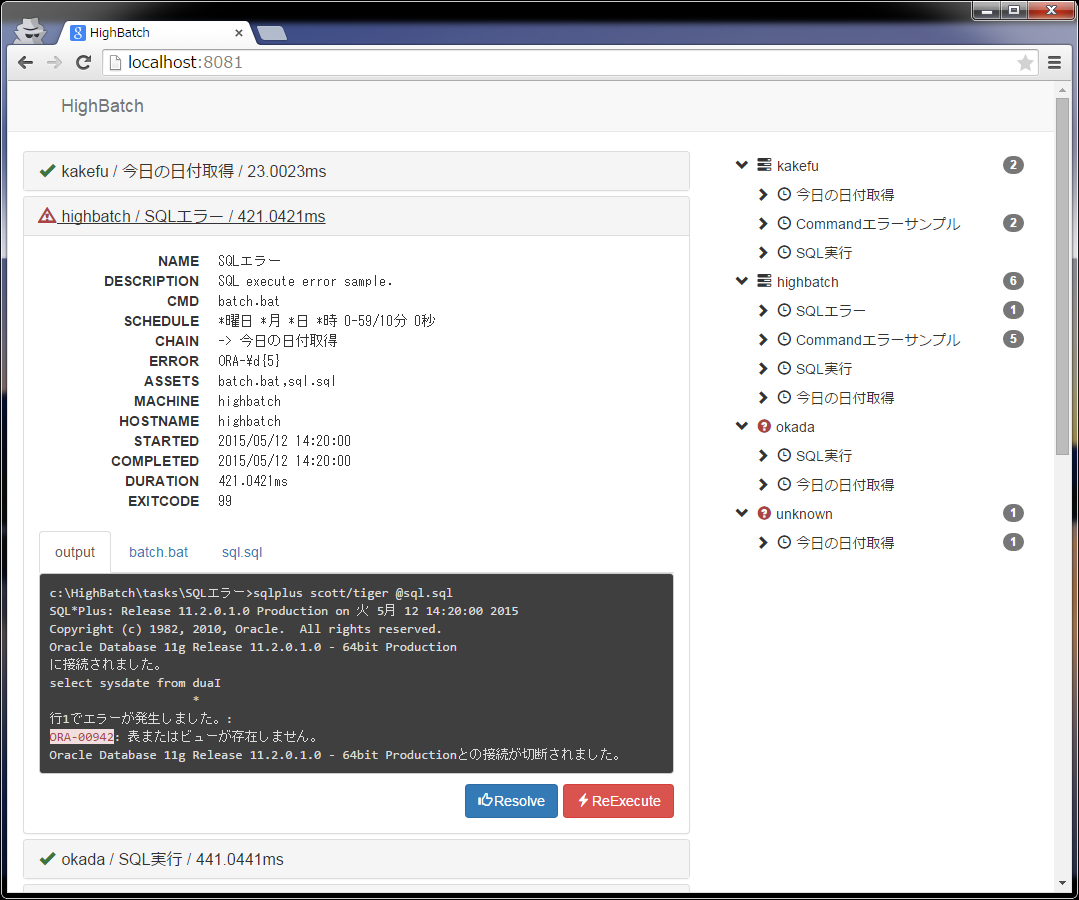 HighBatch
localhost:8081
HighBatch
kakefu / 今日の日付取得 / 23.0023ms
highbatch / SQLエラー / 421.0421ms
NAME SQLエラー
DESCRIPTION SQL execute error sample.
CMD batch.bat
SCHEDULE *曜日 *月 *日 *時 0-59/10分 0秒
CHAIN -> 今日の日付取得
ERROR ORA-¥d{5}
ASSETS batch.bat,sql.sql
MACHINE highbatch
HOSTNAME highbatch
STARTED 2015/05/12 14:20:00
COMPLETED 2015/05/12 14:20:00
DURATION 421.0421ms
EXITCODE 99
output batch.bat sql.sql
c:\HighBatch\tasks\SQLエラー>sqlplus scott/tiger @sql.sql
SQL*Plus: Release 11.2.0.1.0 Production on 火 5月 12 14:20:00 2015
Copyright (c) 1982, 2010, Oracle.  All rights reserved.
Oracle Database 11g Release 11.2.0.1.0 - 64bit Production
に接続されました。
select sysdate from duaI
*
行1でエラーが発生しました。:
ORA-00942: 表またはビューが存在しません。
Oracle Database 11g Release 11.2.0.1.0 - 64bit Productionとの接続が切断されました。
Resolve ReExecute
okada / SQL実行 / 441.0441ms
kakefu 2
今日の日付取得
Commandエラーサンプル 2
SQL実行
highbatch 6
SQLエラー 1
Commandエラーサンプル 5
SQL実行
今日の日付取得
okada
SQL実行
今日の日付取得
unknown 1
今日の日付取得 1